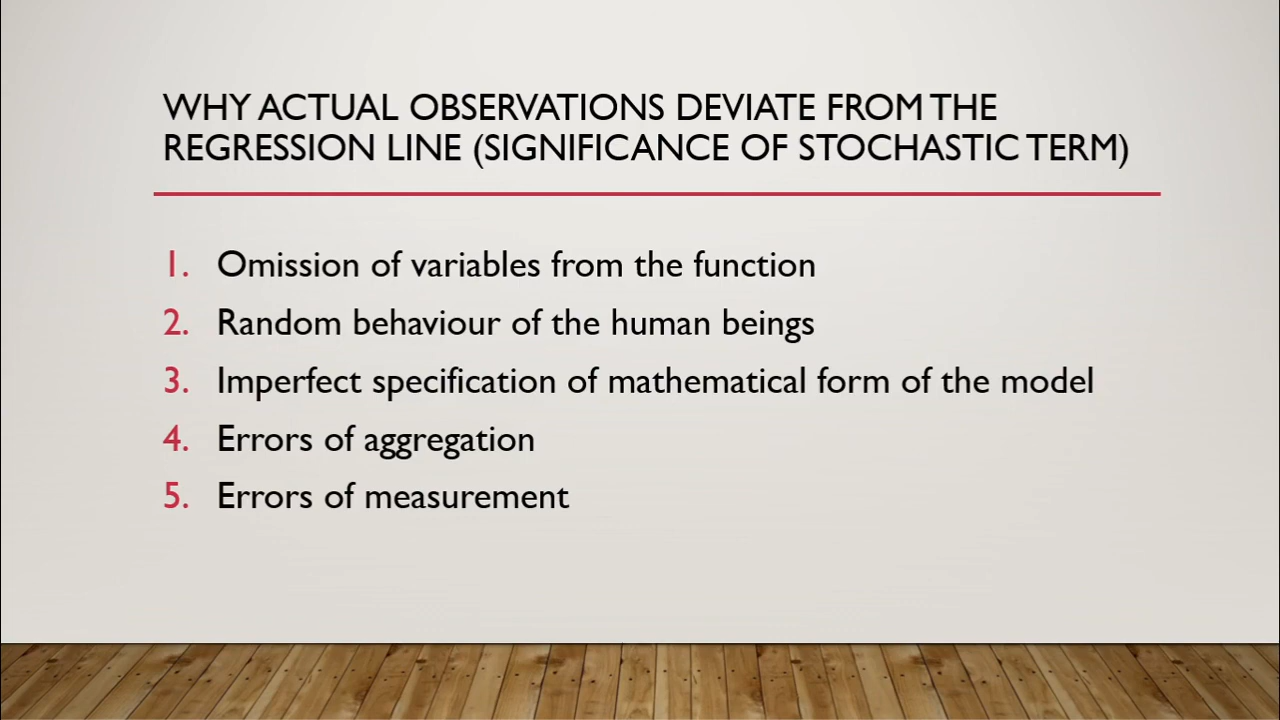 WHY ACTUAL OBSERVATIONS DEVIATE FROM THE
REGRESSION LINE (SIGNIFICANCE OF STOCHASTIC TERM)
1. Omission of variables from the function
2. Random behaviour of the human beings
3. Imperfect specification of mathematical form of the model
4. Errors of aggregation
5. Errors of measurement